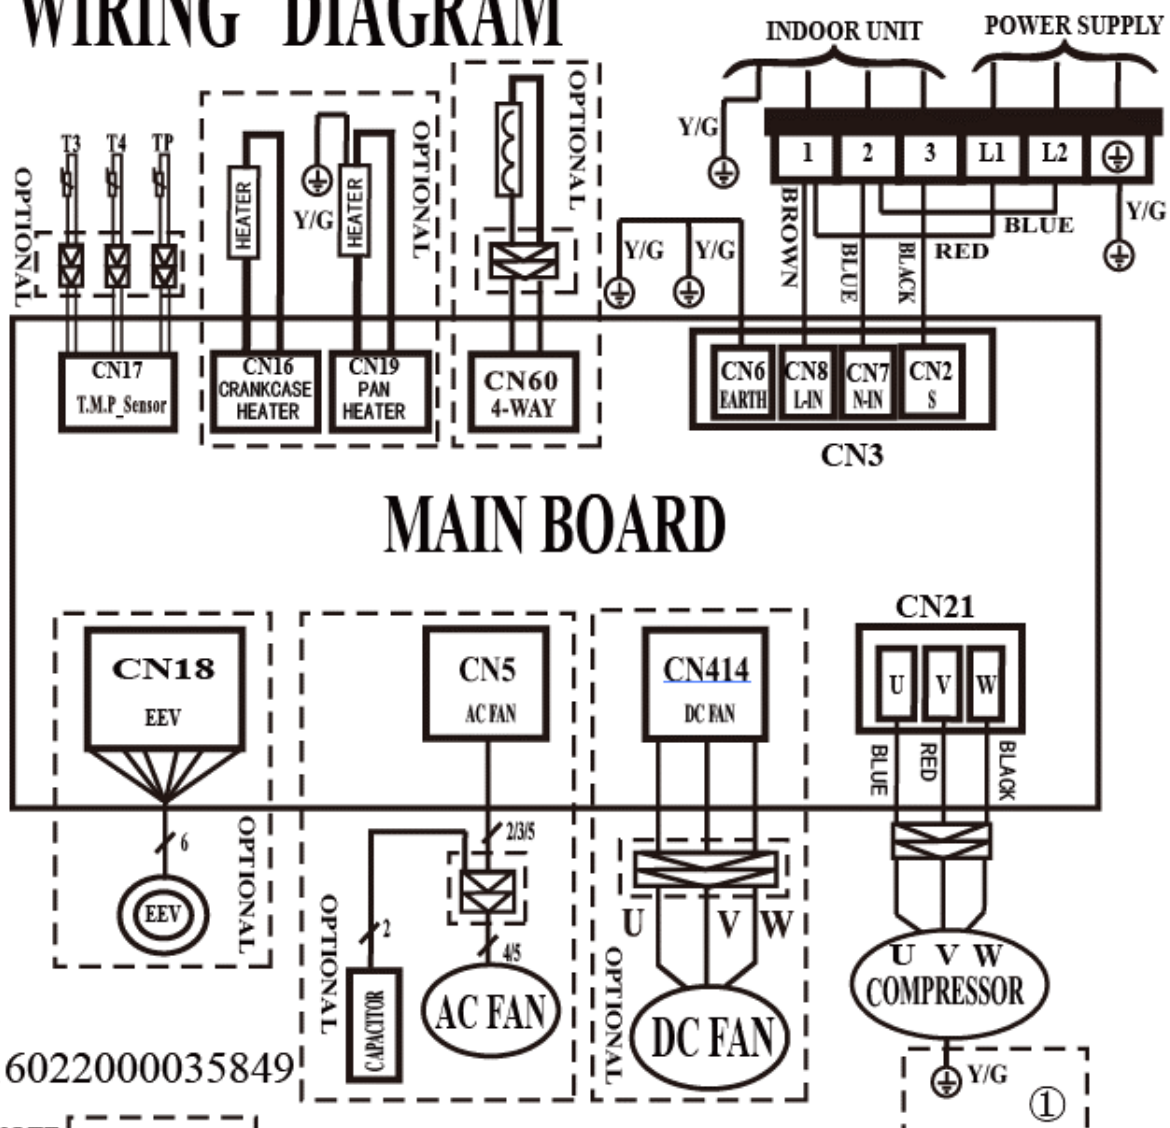 WIRING DIAGRAM
INDOOR UNIT
POWER SUPPLY
T3 T4 TP
OPTIONAL
HEATER
Y/G
HEATER
OPTIONAL
OPTIONAL
Y/G
1 2 3 L1 L2
Y/G
Y/G Y/G
BROWN
BLUE
BLACK
RED
BLUE
CN17
T.M.P_Sensor
CN16
CRANKCASE
HEATER
CN19
PAN
HEATER
CN60
4-WAY
CN6
EARTH
CN8
L-IN
CN7
N-IN
CN2
S
CN3
MAIN BOARD
CN18
EEV
6
EEV
OPTIONAL
CN5
AC FAN
2/3/5
2
4/5
OPTIONAL
CAPACITOR
AC FAN
CN414
DC FAN
U V W
OPTIONAL
DC FAN
CN21
U V W
BLUE
RED
BLACK
U V W
COMPRESSOR
Y/G
①
6022000035849